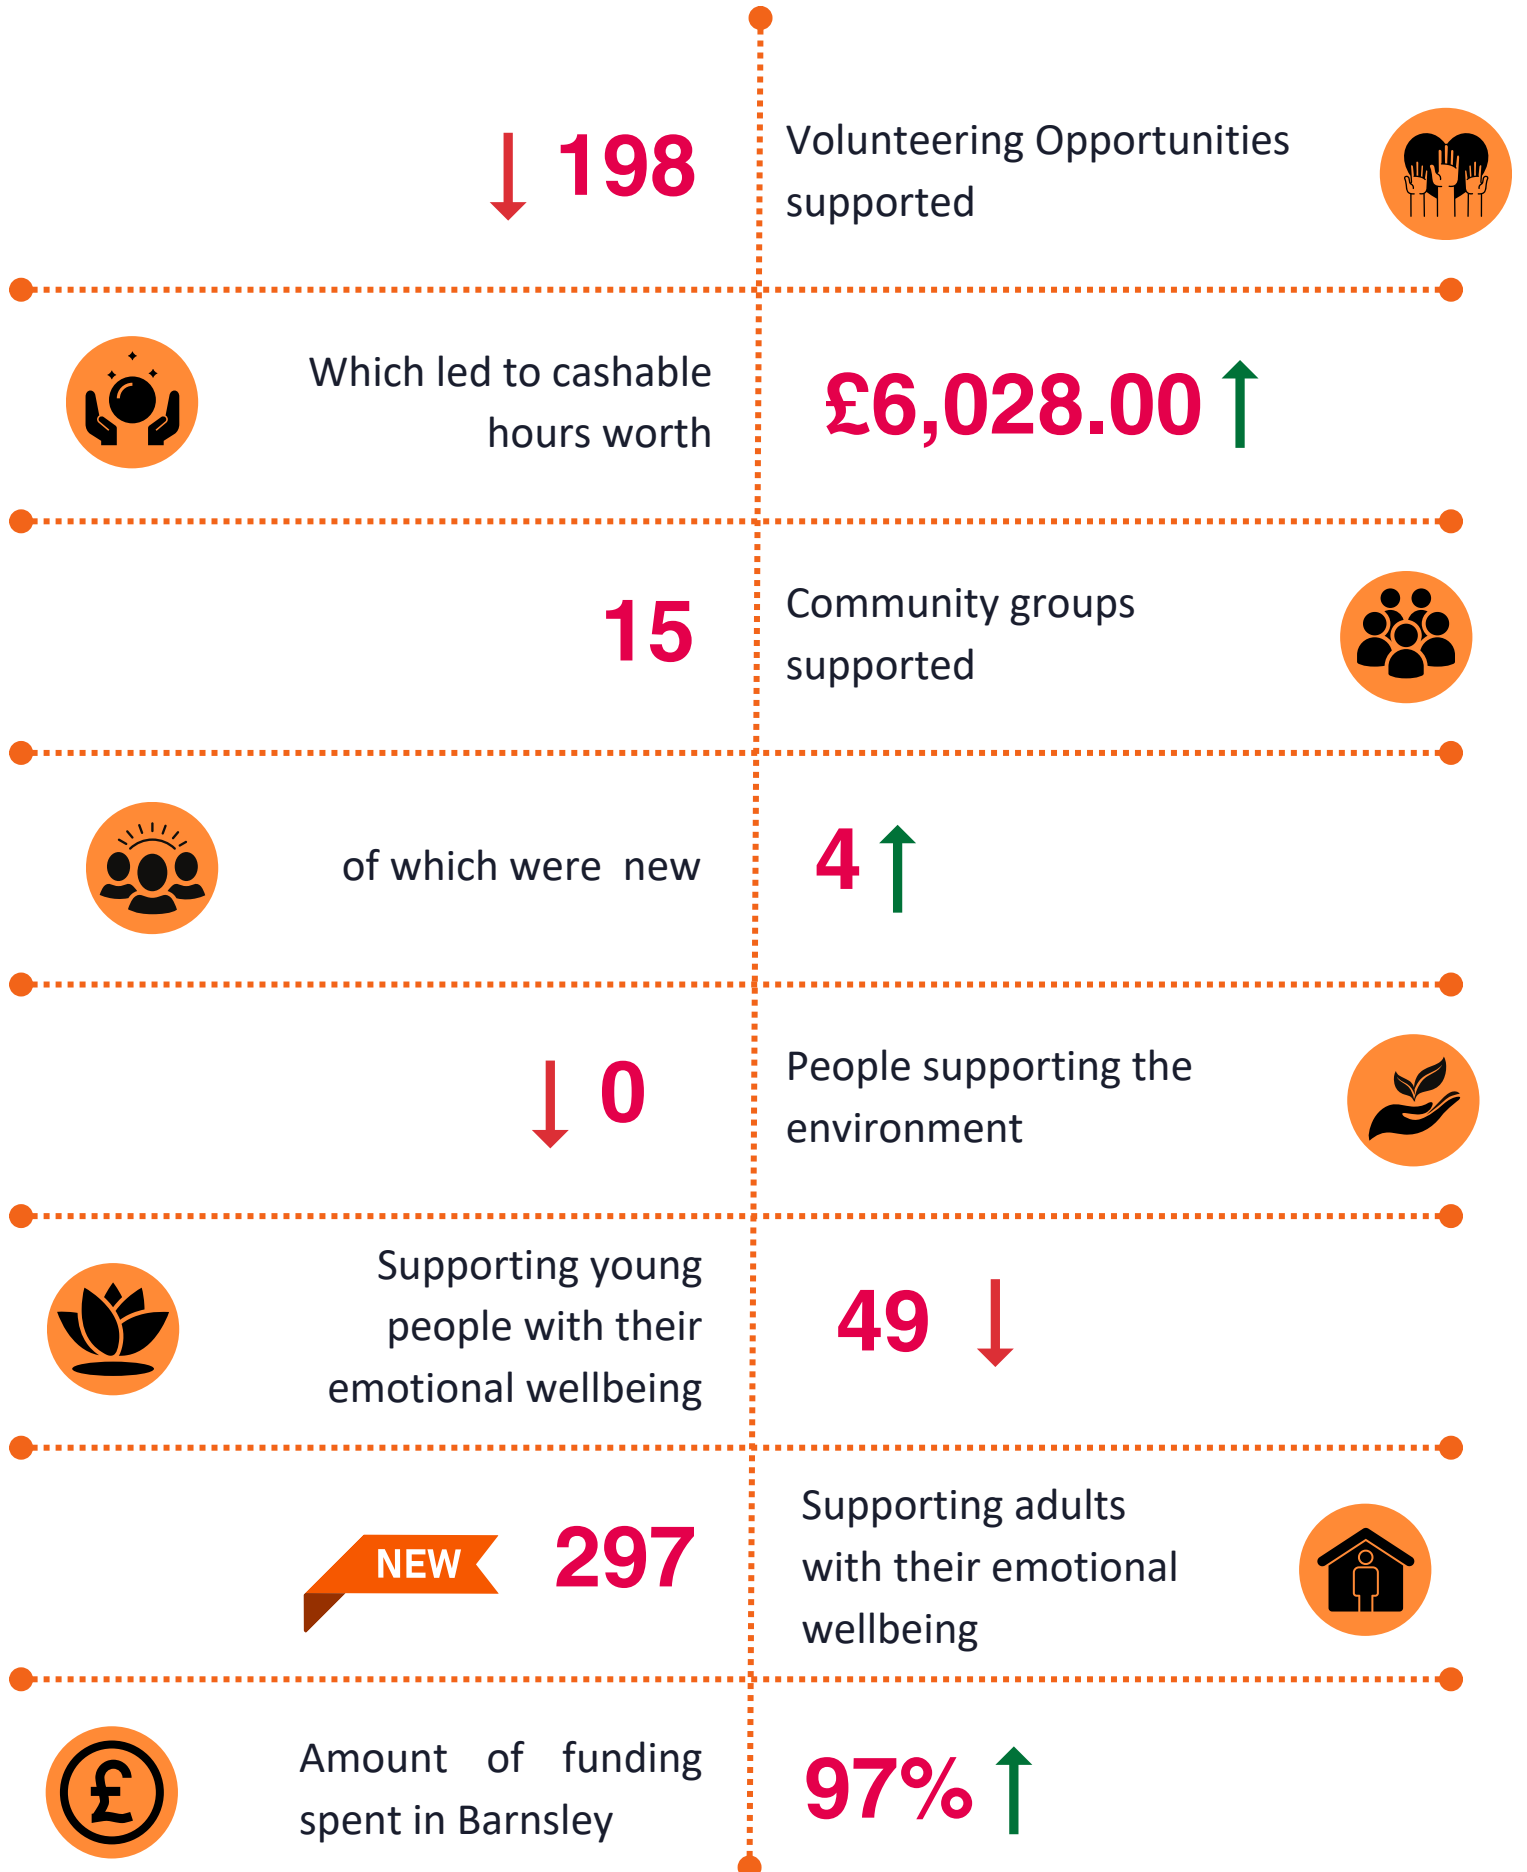 198
Volunteering Opportunities
supported
Which led to cashable
hours worth
£6,028.00
15
Community groups
supported
of which were new
4
0
People supporting the
environment
Supporting young
people with their
emotional wellbeing
49
NEW
297
Supporting adults
with their emotional
wellbeing
£
Amount of funding
spent in Barnsley
97%